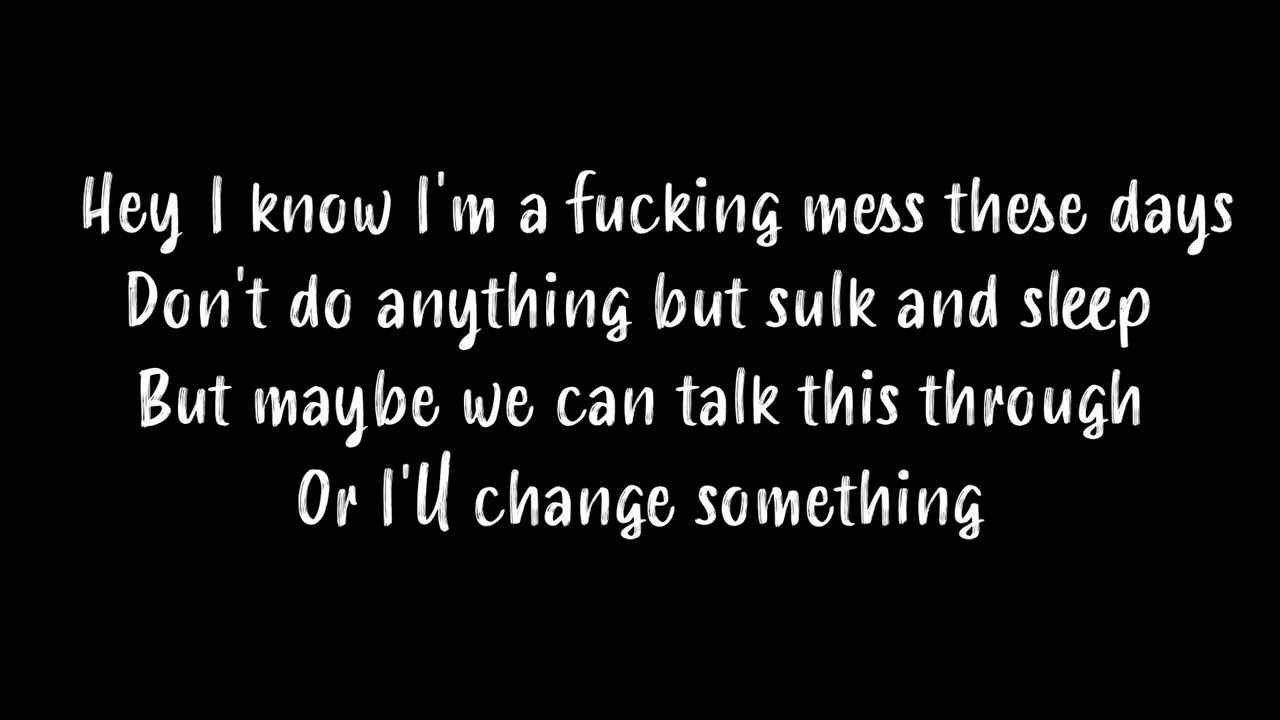 Hey I know I'm a fucking mess these days
Don't do anything but sulk and sleep
But maybe we can talk this through
Or I'll change something